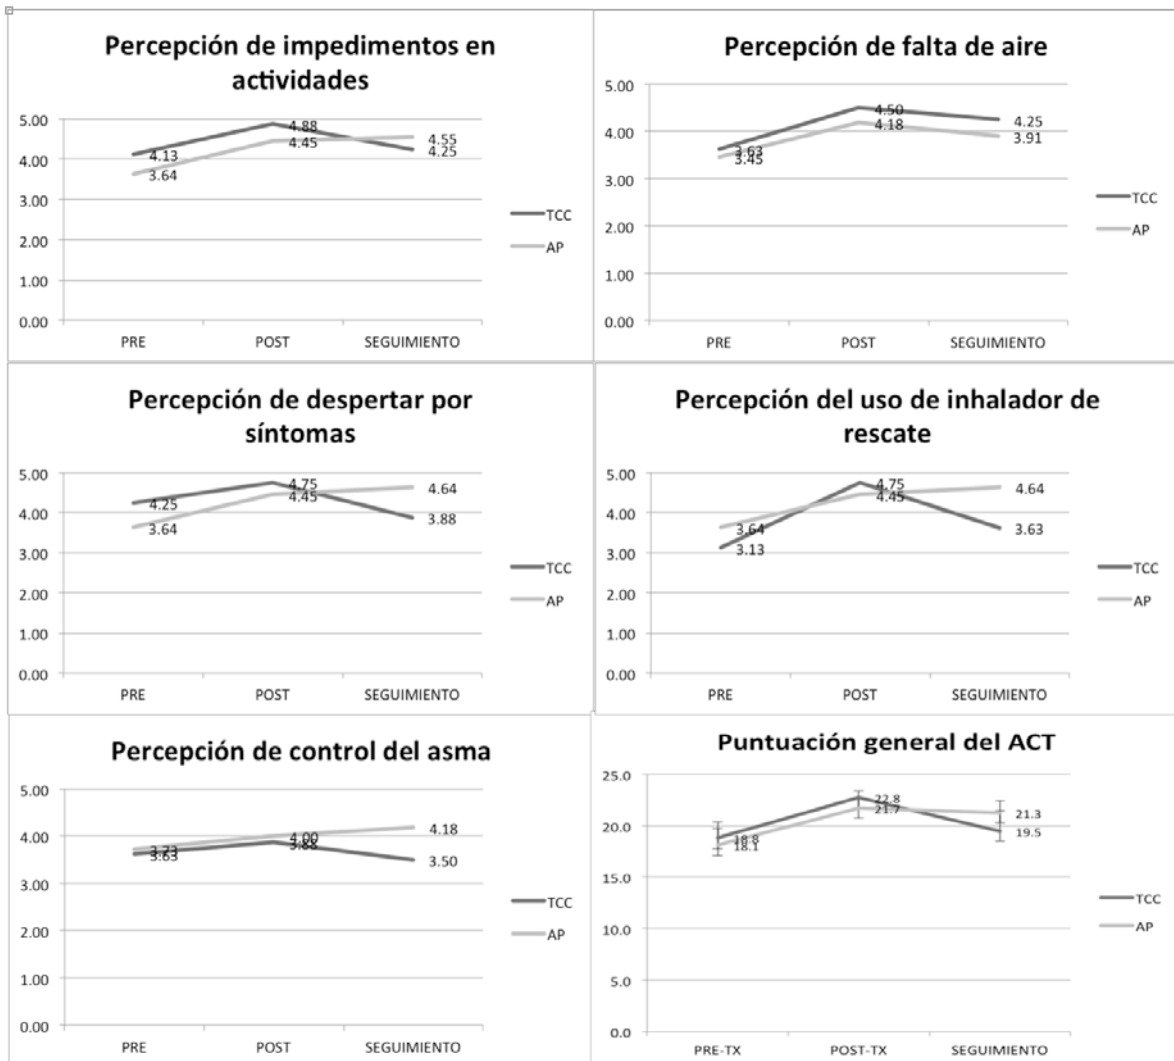 Percepción de impedimentos en
actividades
5.00
4.00
3.00
2.00
1.00
0.00
4.88
4.45
4.55
4.25
4.13
3.64
TCC
AP
PRE POST SEGUIMIENTO
Percepción de falta de aire
5.00
4.00
3.00
2.00
1.00
0.00
4.50
4.18
4.25
3.91
3.63
3.45
TCC
AP
PRE POST SEGUIMIENTO
Percepción de despertar por
síntomas
5.00
4.00
3.00
2.00
1.00
0.00
4.75
4.45
4.64
4.25
3.88
3.64
TCC
AP
PRE POST SEGUIMIENTO
Percepción del uso de inhalador de
rescate
5.00
4.00
3.00
2.00
1.00
0.00
4.75
4.45
4.64
3.64
3.63
3.13
TCC
AP
PRE POST SEGUIMIENTO
Percepción de control del asma
5.00
4.00
3.00
2.00
1.00
0.00
4.00
3.88
4.18
3.73
3.63
3.50
TCC
AP
PRE POST SEGUIMIENTO
Puntuación general del ACT
25.0
20.0
15.0
10.0
5.0
0.0
22.8
21.7
21.3
18.8
18.1
19.5
TCC
AP
PRE-TX POST-TX SEGUIMIENTO